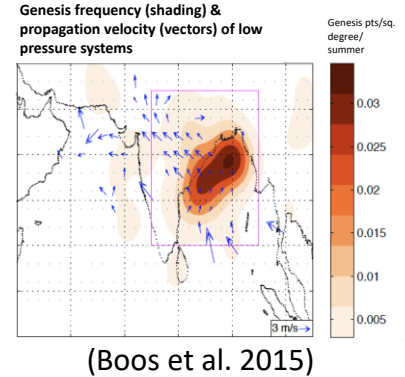 Genesis frequency (shading) &
propagation velocity (vectors) of low
pressure systems
Genesis pts/sq.
degree/
summer
0.03
0.025
0.02
0.015
0.01
0.005
3 m/s
(Boos et al. 2015)